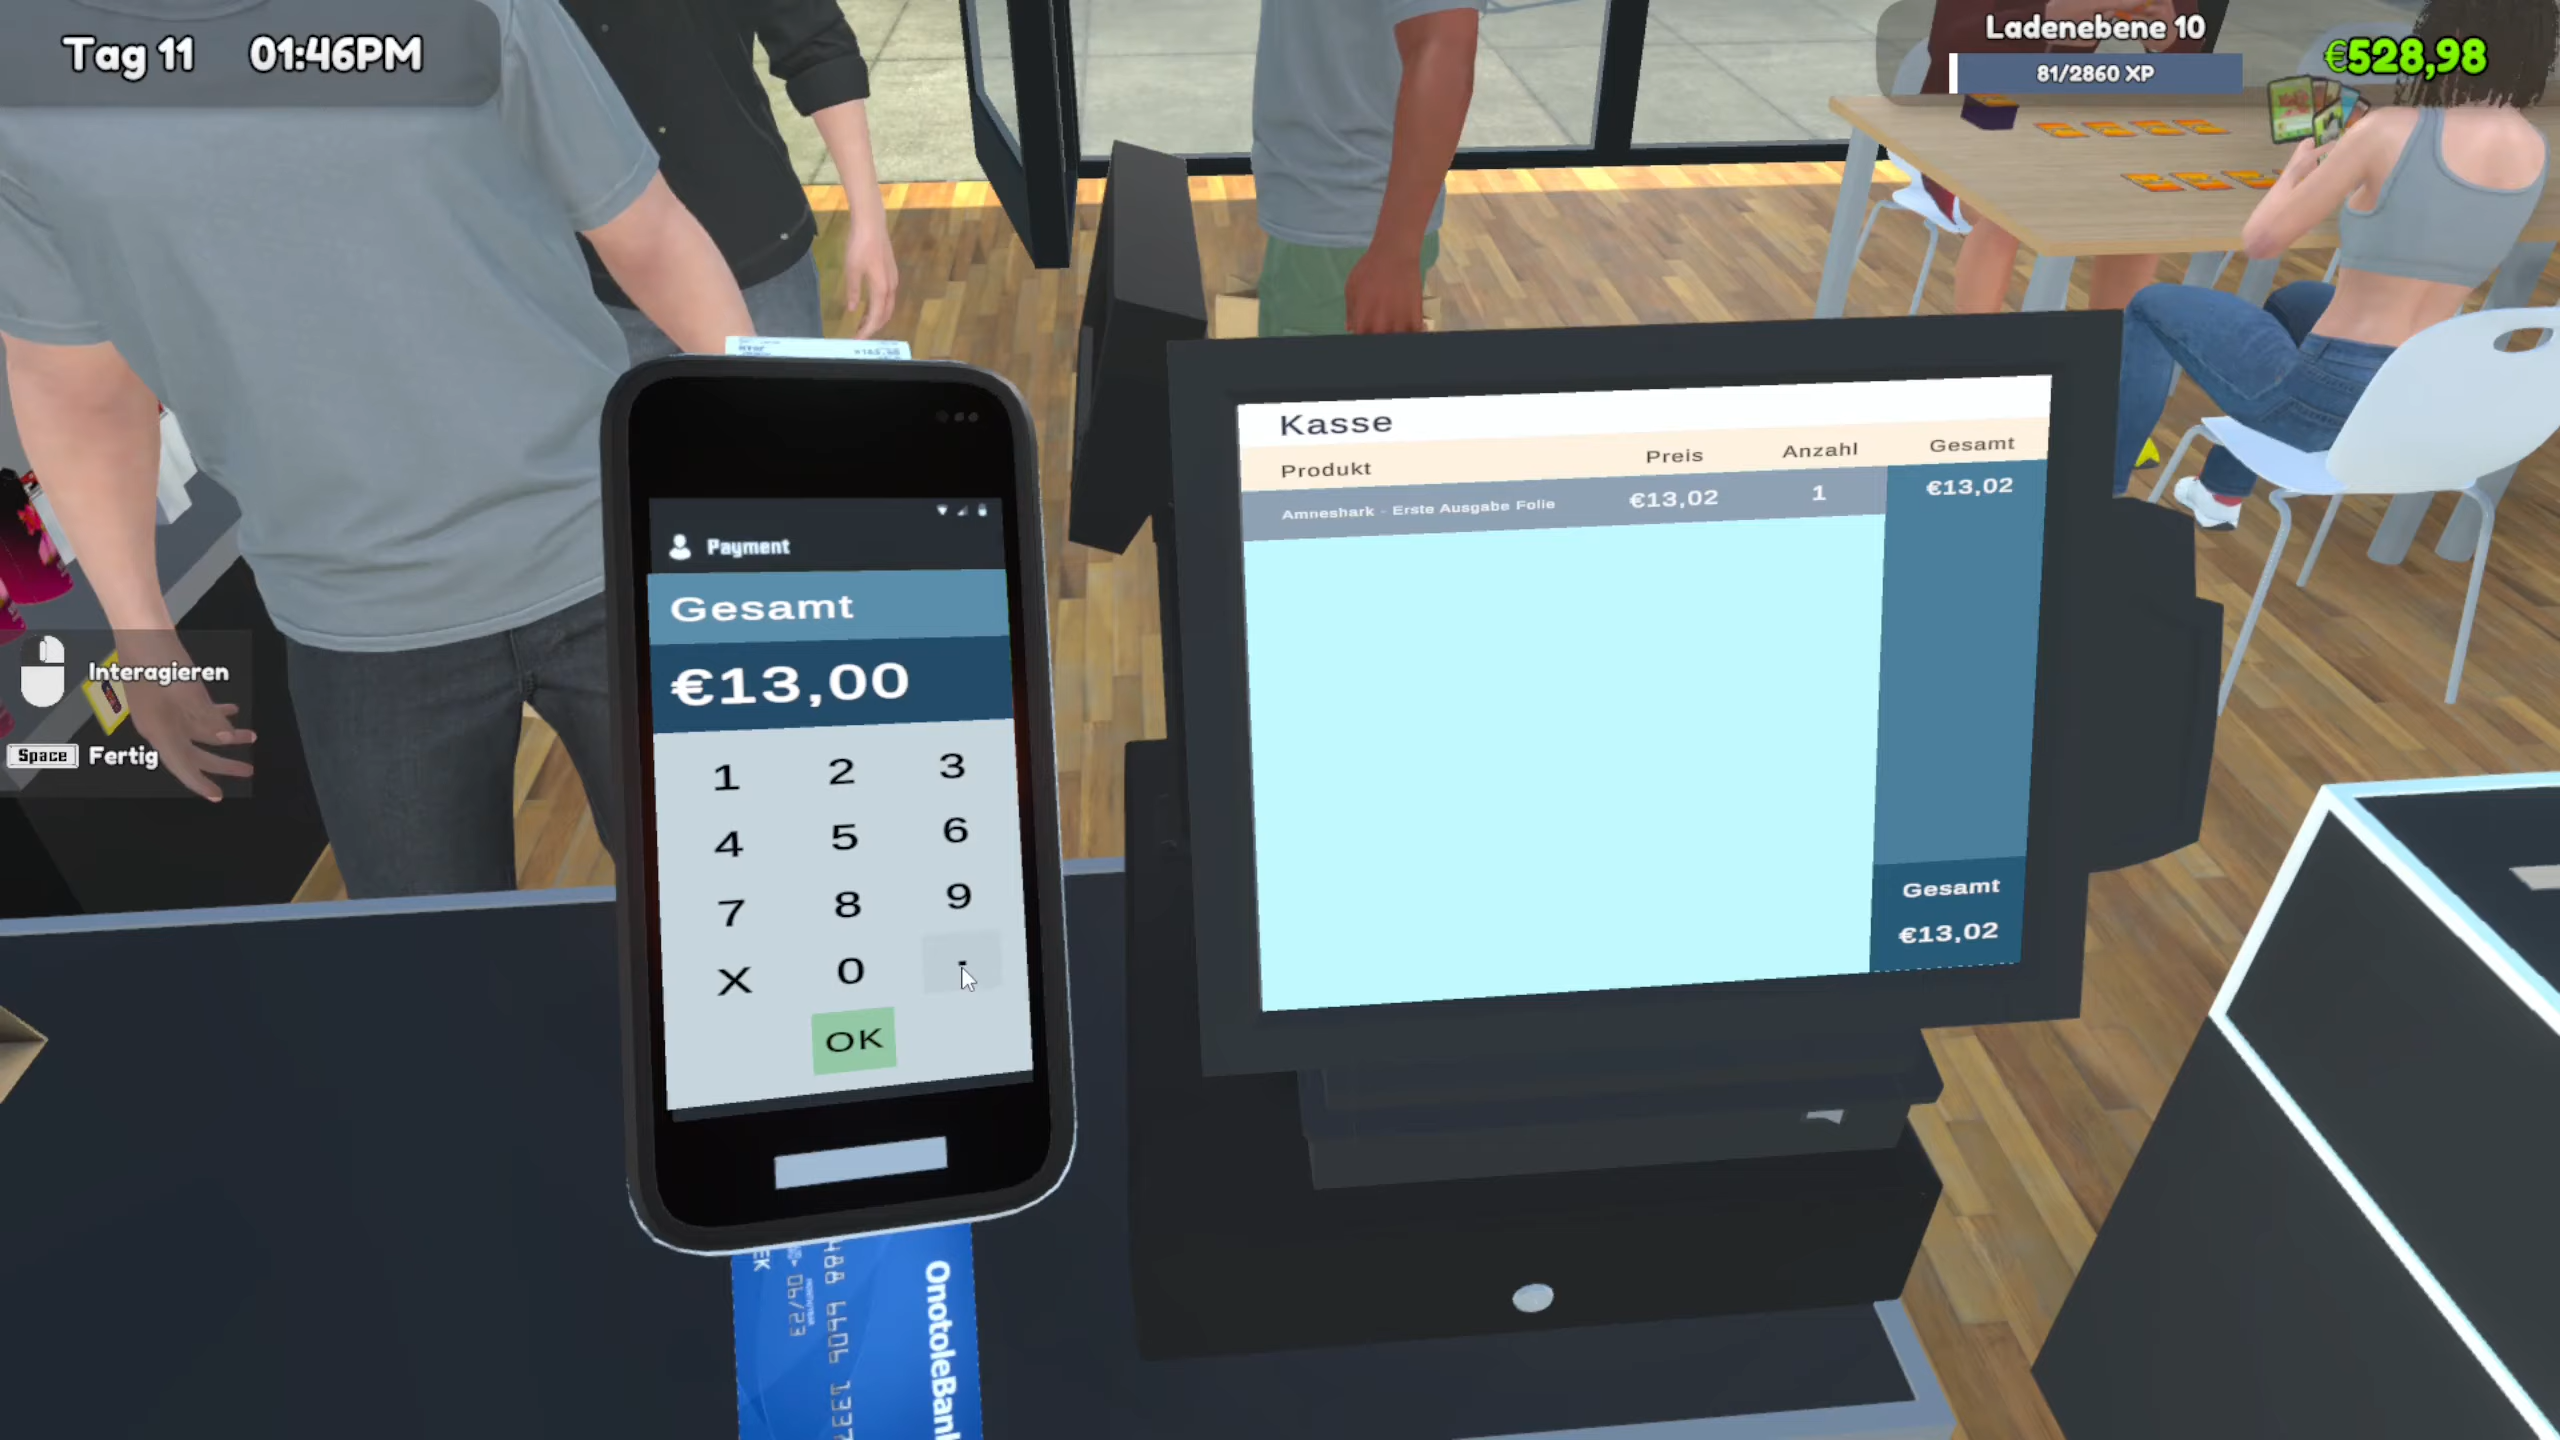 Tag 11 01:46PM
Ladenebene 10
81/2860 XP
€528,98
Interagieren
Space Fertig
Payment
Gesamt
€13,00
1 2 3
4 5 6
7 8 9
X 0 .
OK
Kasse
Produkt Preis Anzahl Gesamt
Amneshark - Erste Ausgabe Folie €13,02 1 €13,02
Gesamt
€13,02
OnotoleBank
06/23